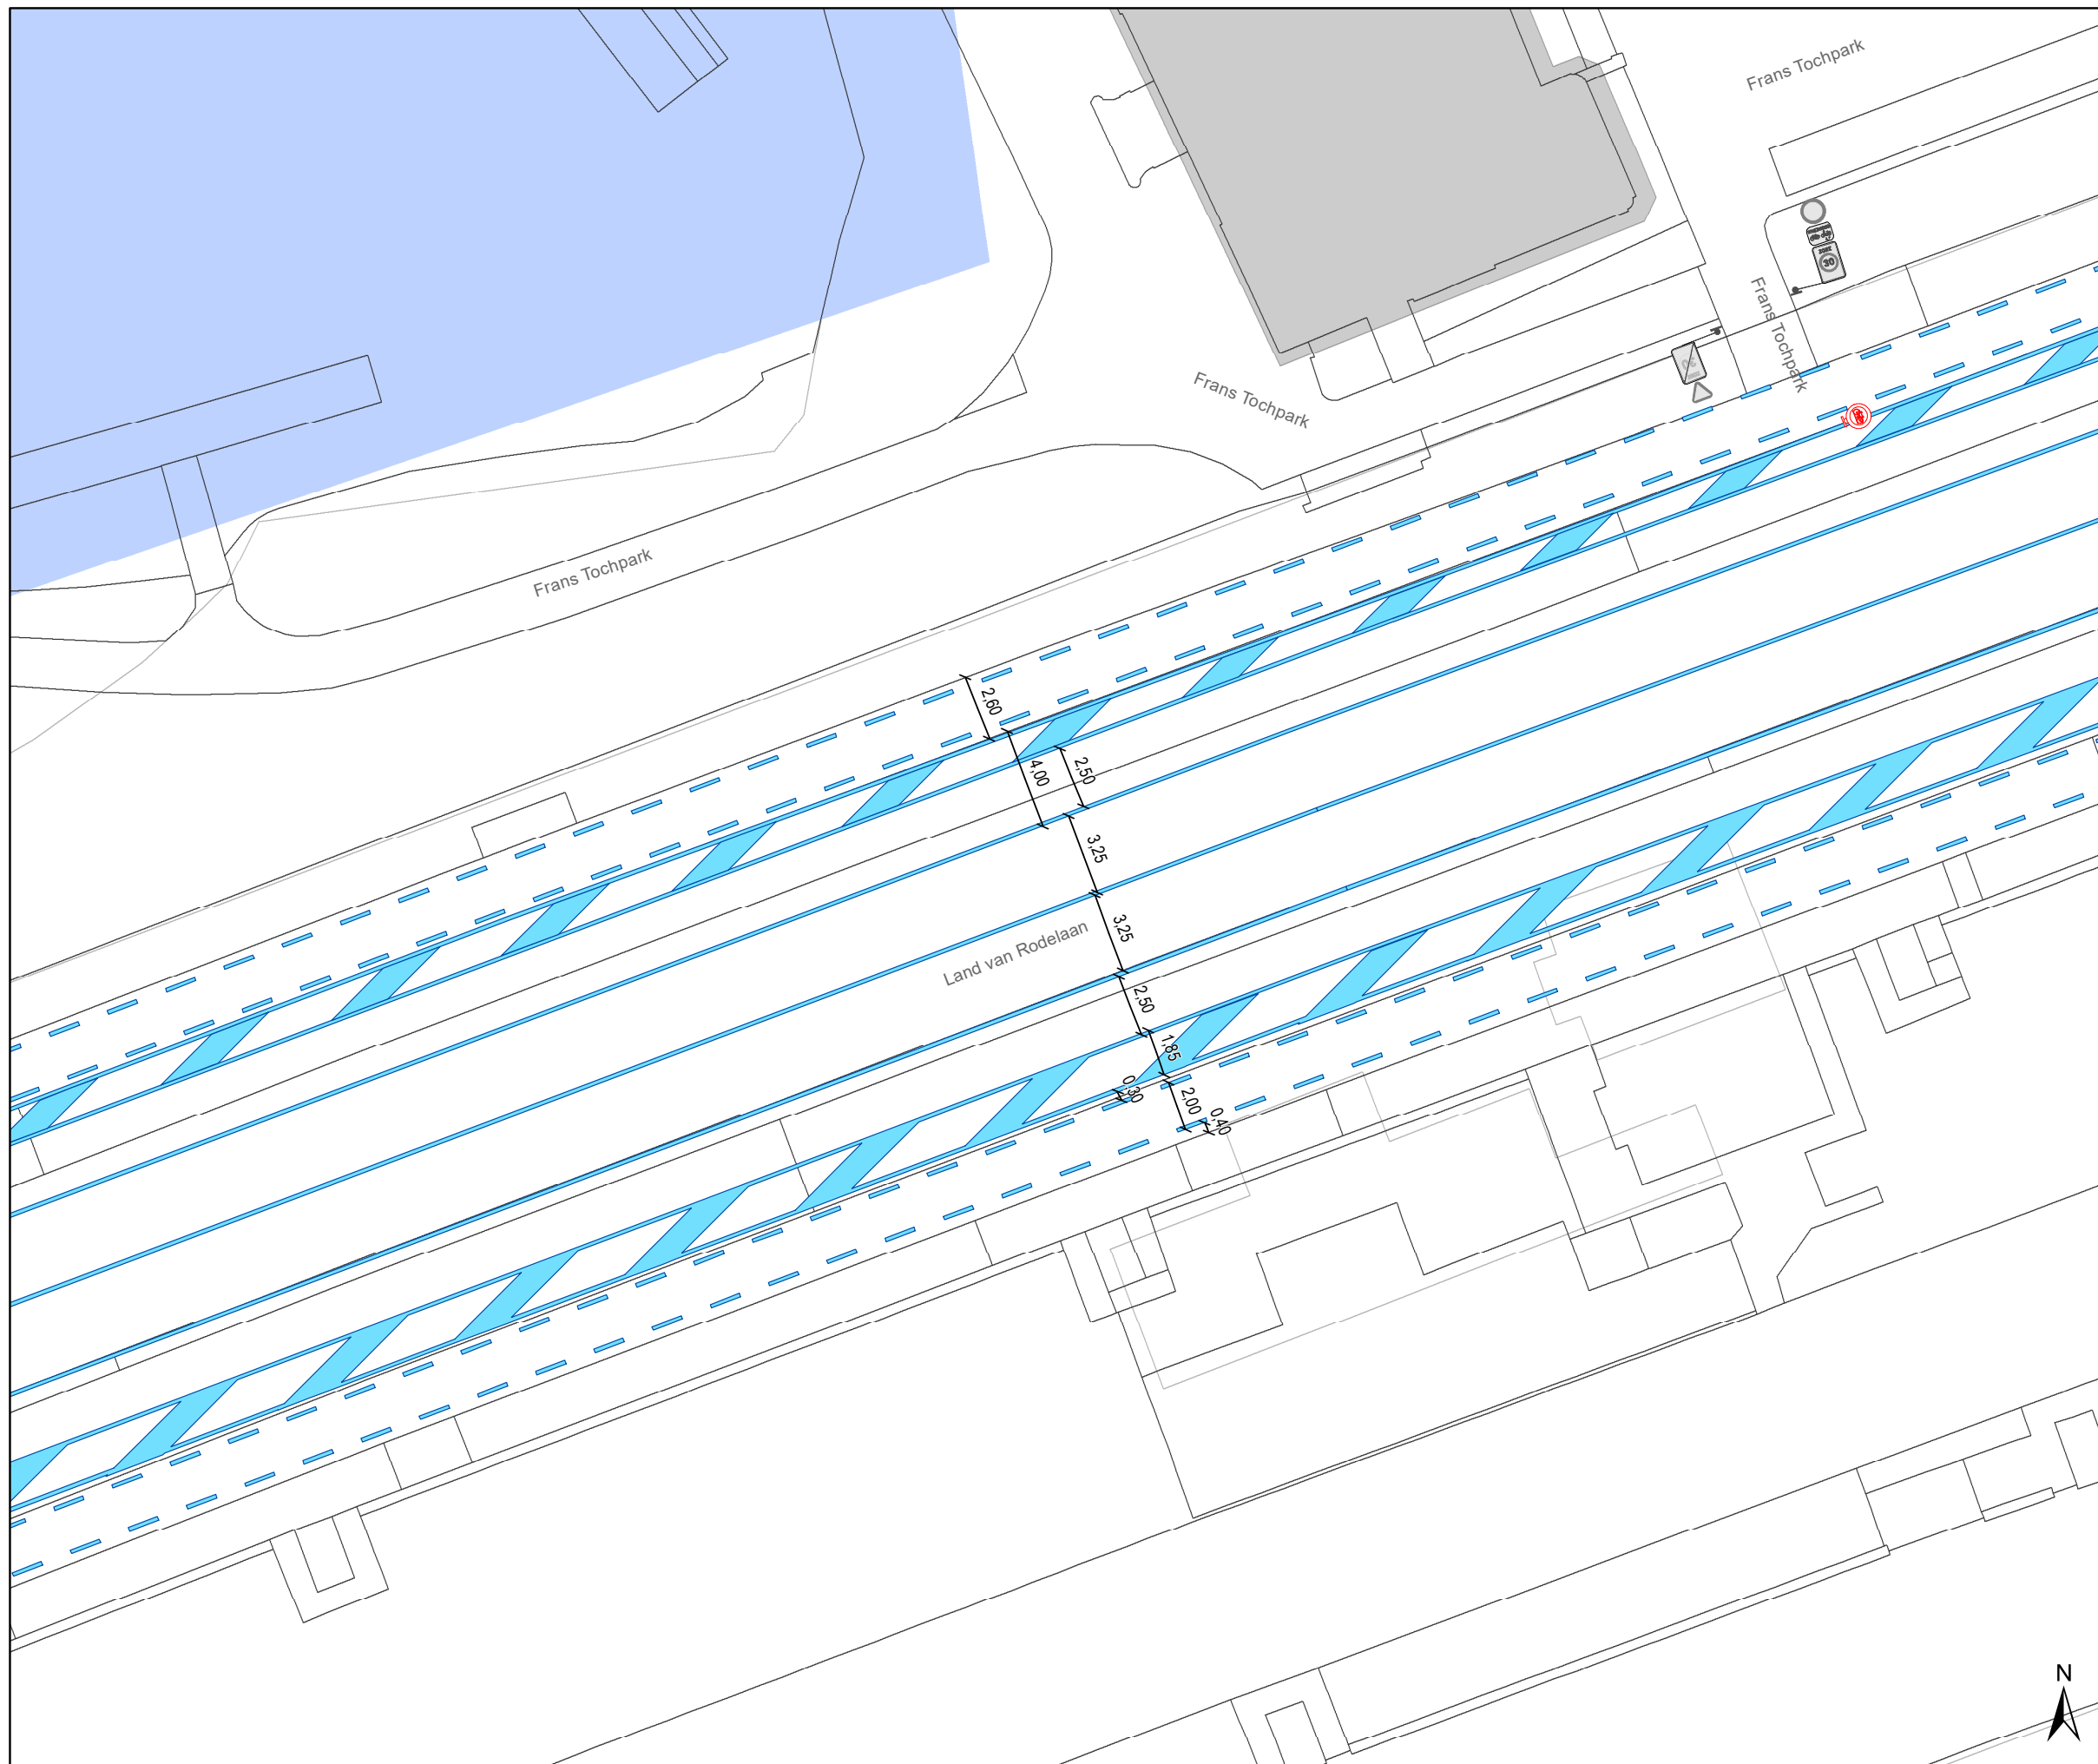 Frans Tochpark
30
Frans Tochpark
Frans Tochpark
Frans Tochpark
2,60
4,00
2,50
3,25
3,25
Land van Rodelaan
2,50
1,85
0,30
2,00
0,40
N